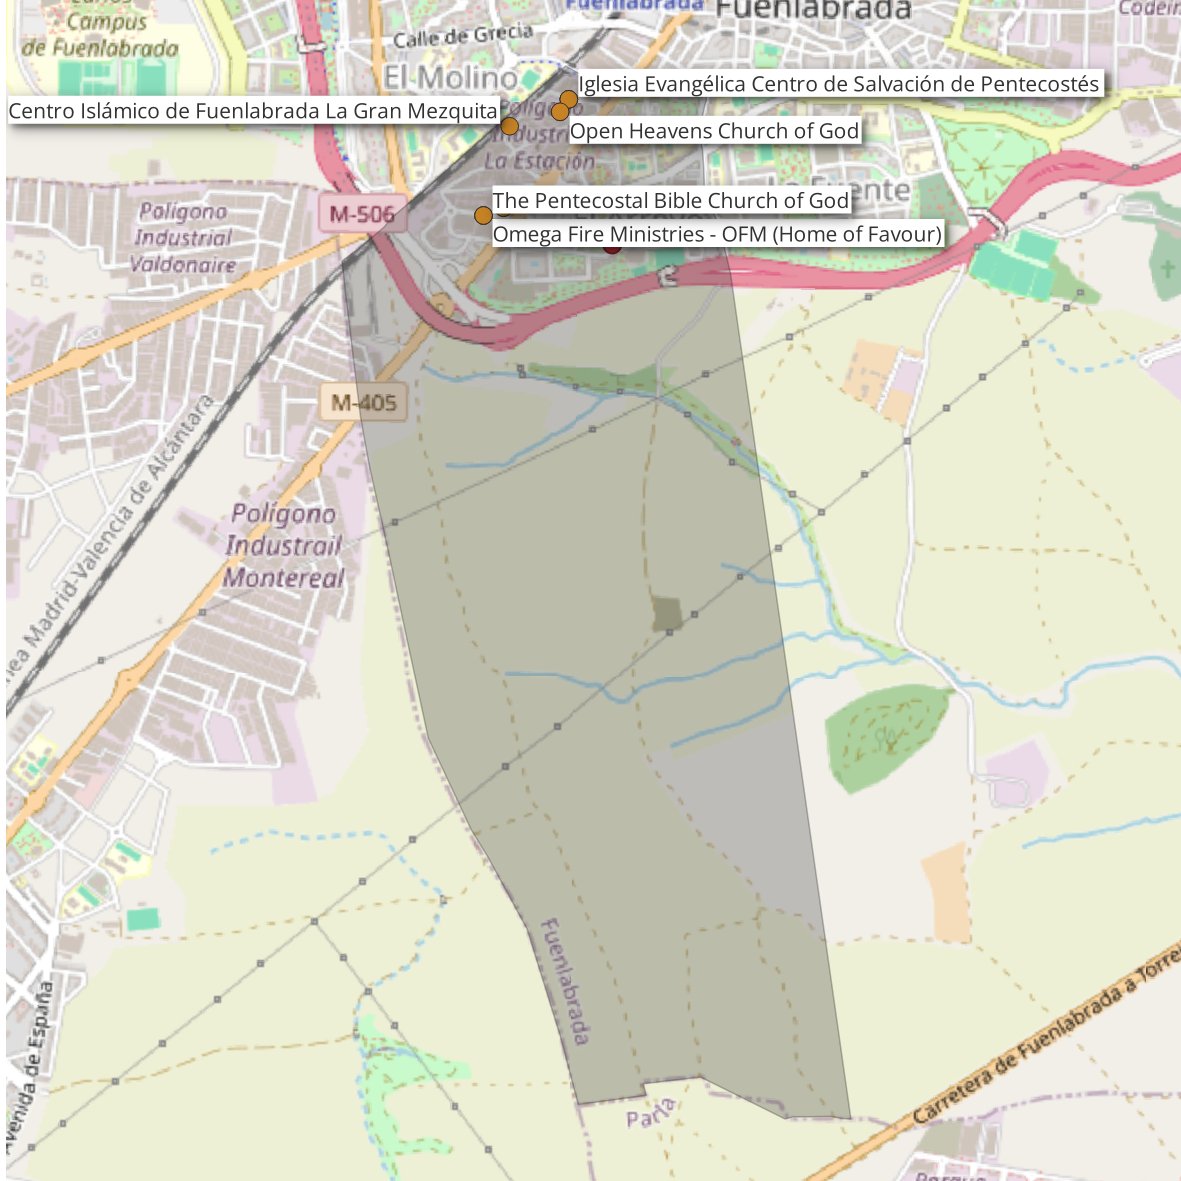 Campus
de Fuenlabrada
Calle de Grecia
Fuenlabrada
Fuenlabrada
El Molino
Iglesia Evangélica Centro de Salvación de Pentecostés
Centro Islámico de Fuenlabrada La Gran Mezquita
Open Heavens Church of God
La Estación
The Pentecostal Bible Church of God
Fuente
M-506
Omega Fire Ministries - OFM (Home of Favour)
Polígono
Industrial
Valdonaire
M-405
Madrid-Valencia de Alcántara
Polígono
Industrail
Montereal
Fuenlabrada
Avenida de España
Carretera de Fuenlabrada a
Parla